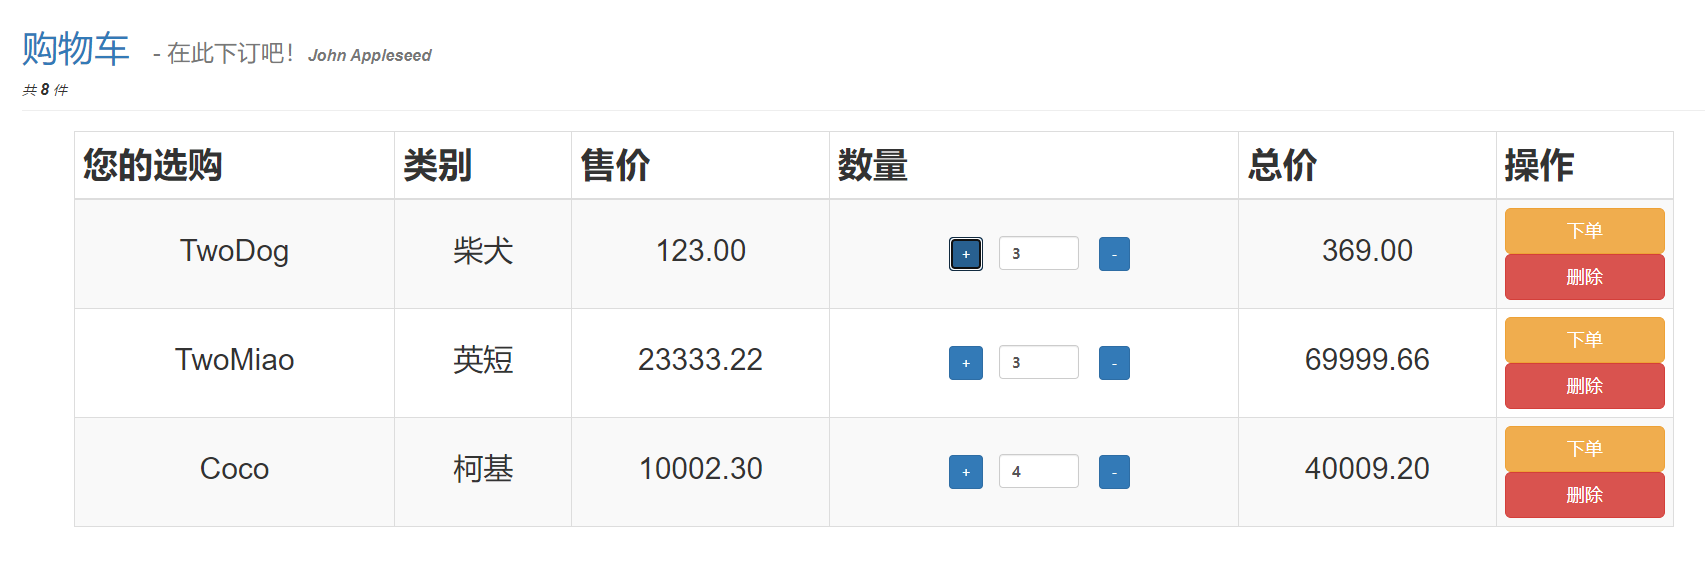 购物车 - 在此下订吧！John Appleseed
共 8 件
您的选购 类别 售价 数量 总价 操作
TwoDog 柴犬 123.00 + 3 - 369.00 下单
删除
TwoMiao 英短 23333.22 + 3 - 69999.66 下单
删除
Coco 柯基 10002.30 + 4 - 40009.20 下单
删除